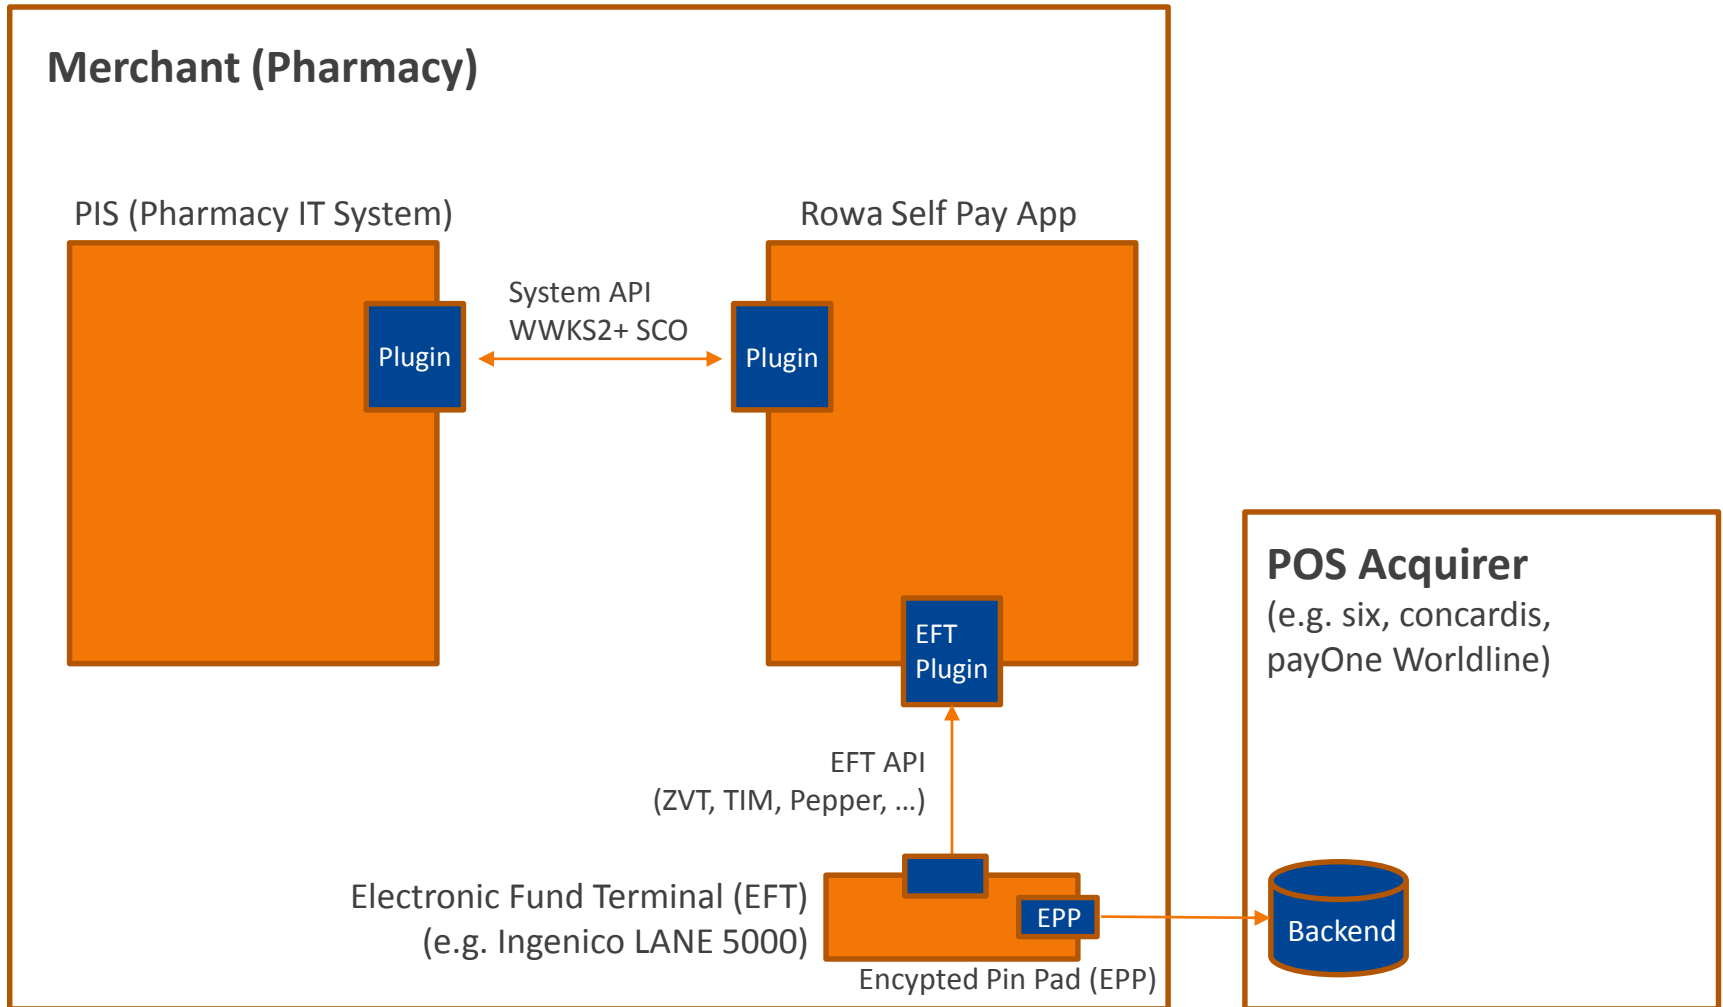 Merchant (Pharmacy)
PIS (Pharmacy IT System)
Rowa Self Pay App
System API
WWKS2+ SCO
Plugin
Plugin
EFT
Plugin
EFT API
(ZVT, TIM, Pepper, ...)
Electronic Fund Terminal (EFT)
(e.g. Ingenico LANE 5000)
EPP
Encypted Pin Pad (EPP)
POS Acquirer
(e.g. six, concardis,
payOne Worldline)
Backend